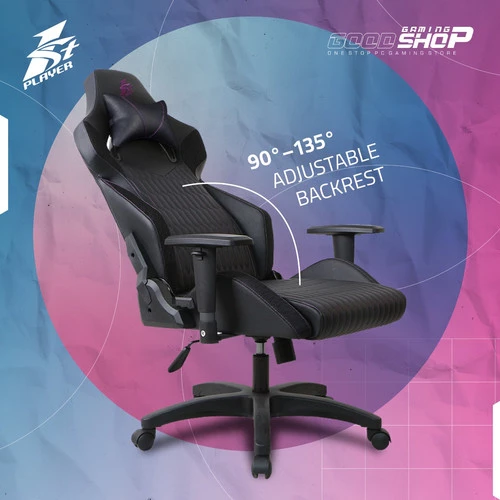 1ST
PLAYER
GAMING
GOOD SHOP
ONE STOP PC GAMING STORE
90°–135°
ADJUSTABLE
BACKREST